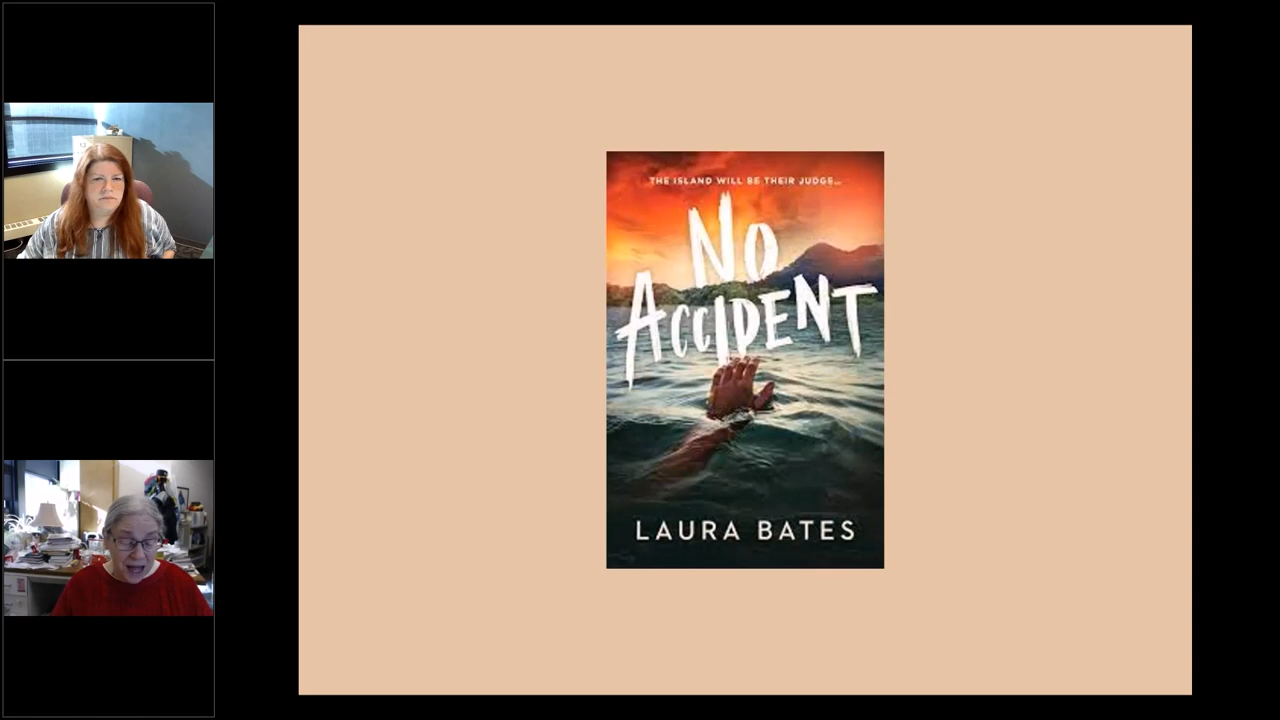 THE ISLAND WILL BE THEIR JUDGE...
NO
ACCIDENT
LAURA BATES